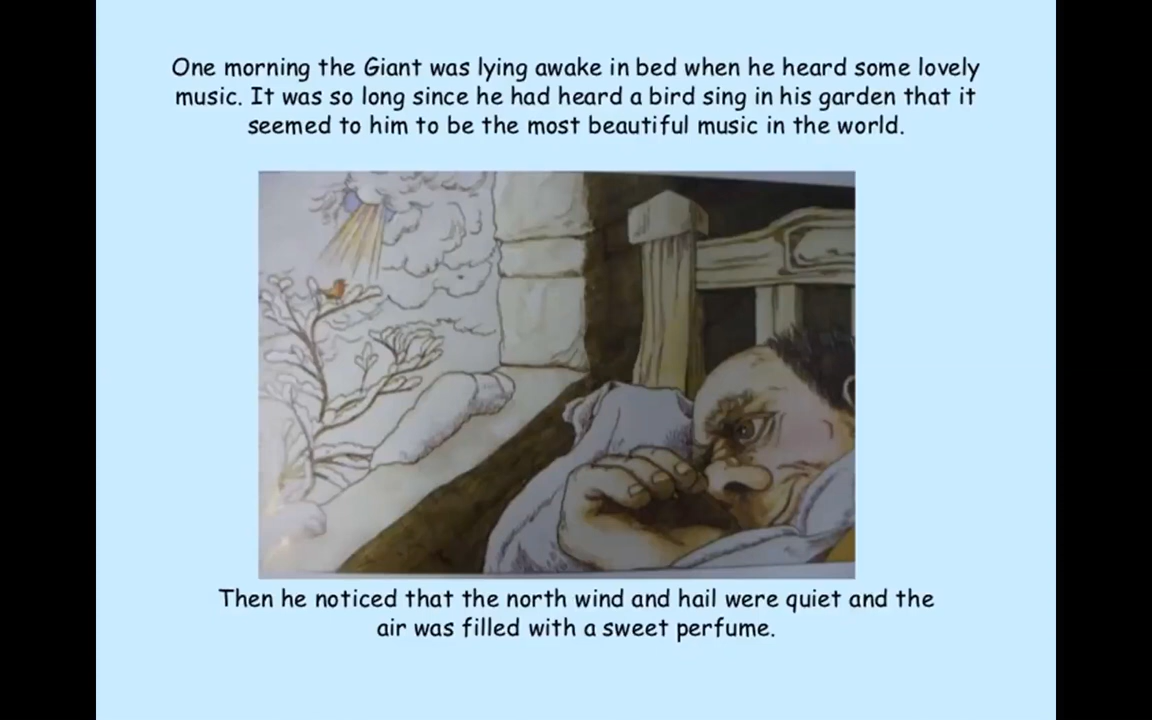 One morning the Giant was lying awake in bed when he heard some lovely
music. It was so long since he had heard a bird sing in his garden that it
seemed to him to be the most beautiful music in the world.
Then he noticed that the north wind and hail were quiet and the
air was filled with a sweet perfume.